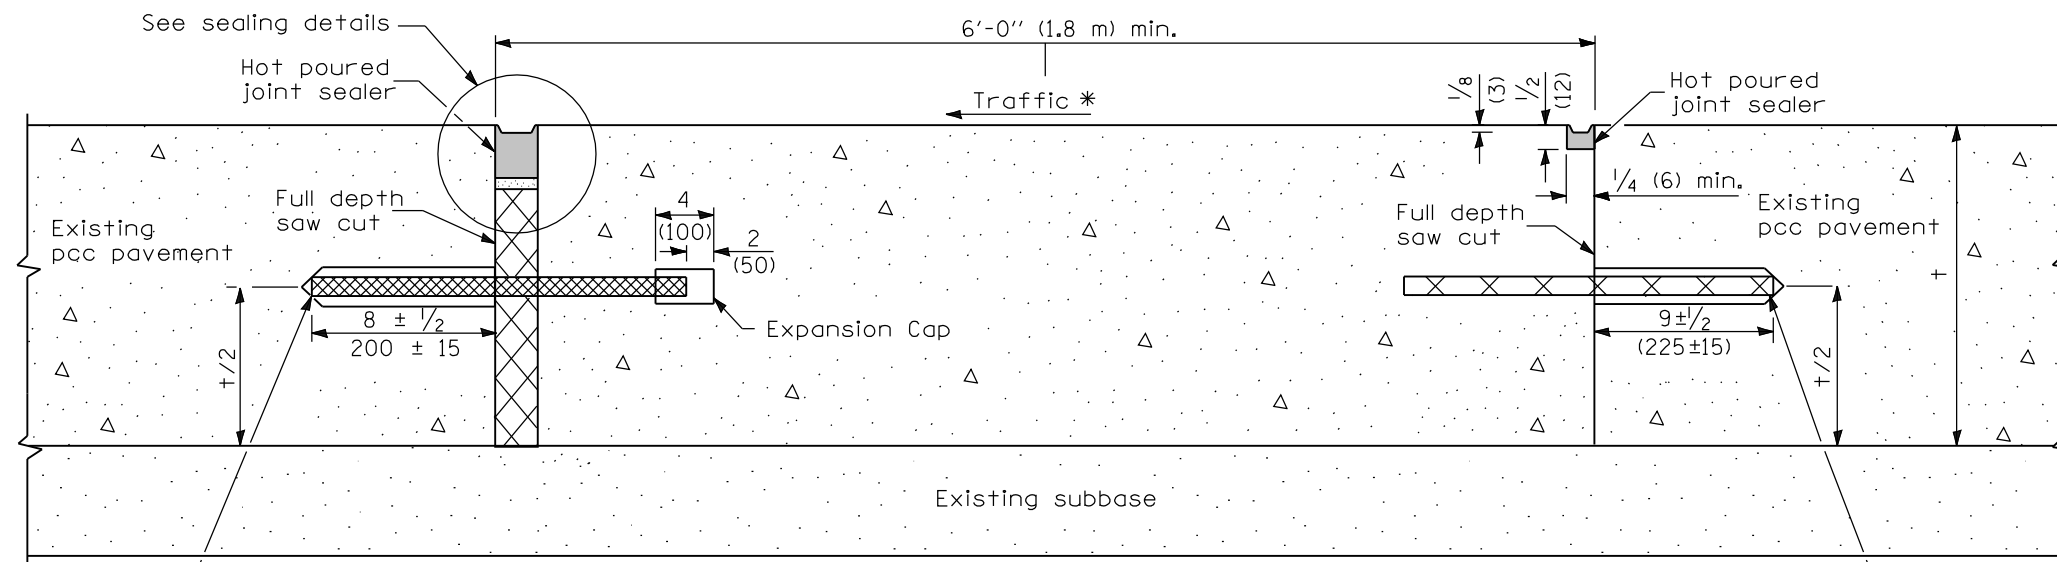 See sealing details
6'-0'' (1.8 m) min.
Hot poured
joint sealer
Traffic *
1/8
(3)
1/2
(12)
Hot poured
joint sealer
Full depth
saw cut
4
(100)
2
(50)
1/4 (6) min.
Full depth
saw cut
Existing
pcc pavement
Existing
pcc pavement
t
8 ± 1/2
200 ± 15
Expansion Cap
9±1/2
(225±15)
t/2
t/2
Existing subbase